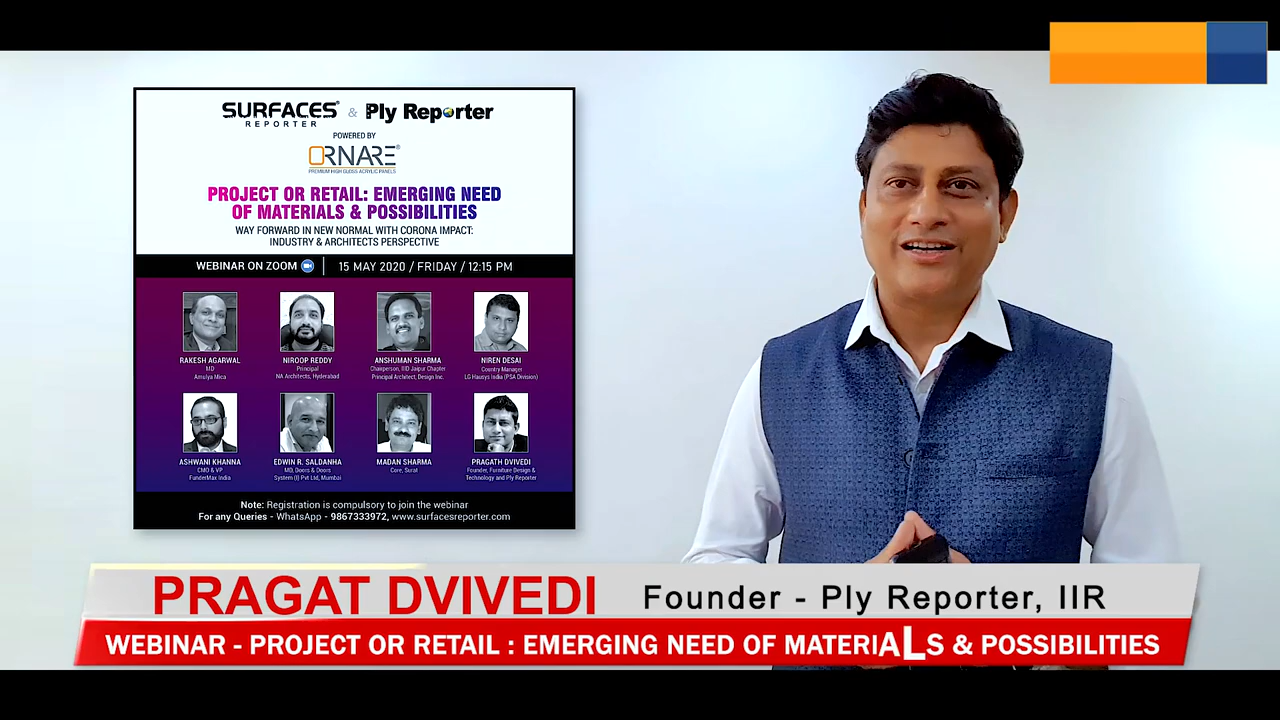 SURFACES REPORTER & Ply Reporter
POWERED BY
ORNARE
PREMIUM HIGH GLOSS ACRYLIC PANELS
PROJECT OR RETAIL: EMERGING NEED
OF MATERIALS & POSSIBILITIES
WAY FORWARD IN NEW NORMAL WITH CORONA IMPACT:
INDUSTRY & ARCHITECTS PERSPECTIVE
WEBINAR ON ZOOM 15 MAY 2020 / FRIDAY / 12:15 PM
RAKESH AGARWAL
MD
Amulya Mica
NIROOP REDDY
Principal
NA Architects, Hyderabad
ANSHUMAN SHARMA
Chairperson, IIID Jaipur Chapter
Principal Architect, Design Inc.
NIREN DESAI
Country Manager
LG Hausys India (PSA Division)
ASHWANI KHANNA
CMO & VP
FunderMax India
EDWIN R. SALDANHA
MD, Doors & Doors
System (I) Pvt Ltd, Mumbai
MADAN SHARMA
Core, Surat
PRAGATH DVIVEDI
Founder, Furniture Design &
Technology and Ply Reporter
Note: Registration is compulsory to join the webinar
For any Queries - WhatsApp - 9867333972, www.surfacesreporter.com
PRAGAT DVIVEDI Founder - Ply Reporter, IIR
WEBINAR - PROJECT OR RETAIL : EMERGING NEED OF MATERIALS & POSSIBILITIES